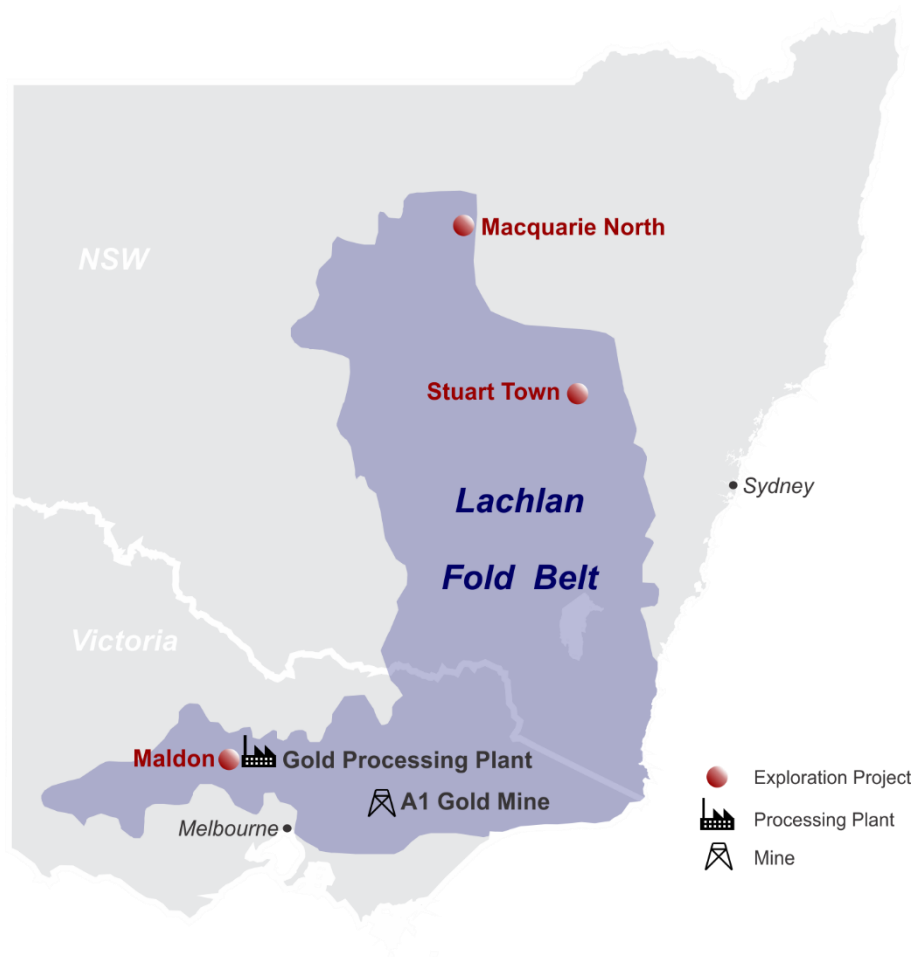 Macquarie North
NSW
Stuart Town
Sydney
Lachlan
Fold Belt
Victoria
Maldon
Gold Processing Plant
A1 Gold Mine
Melbourne
Exploration Project
Processing Plant
Mine